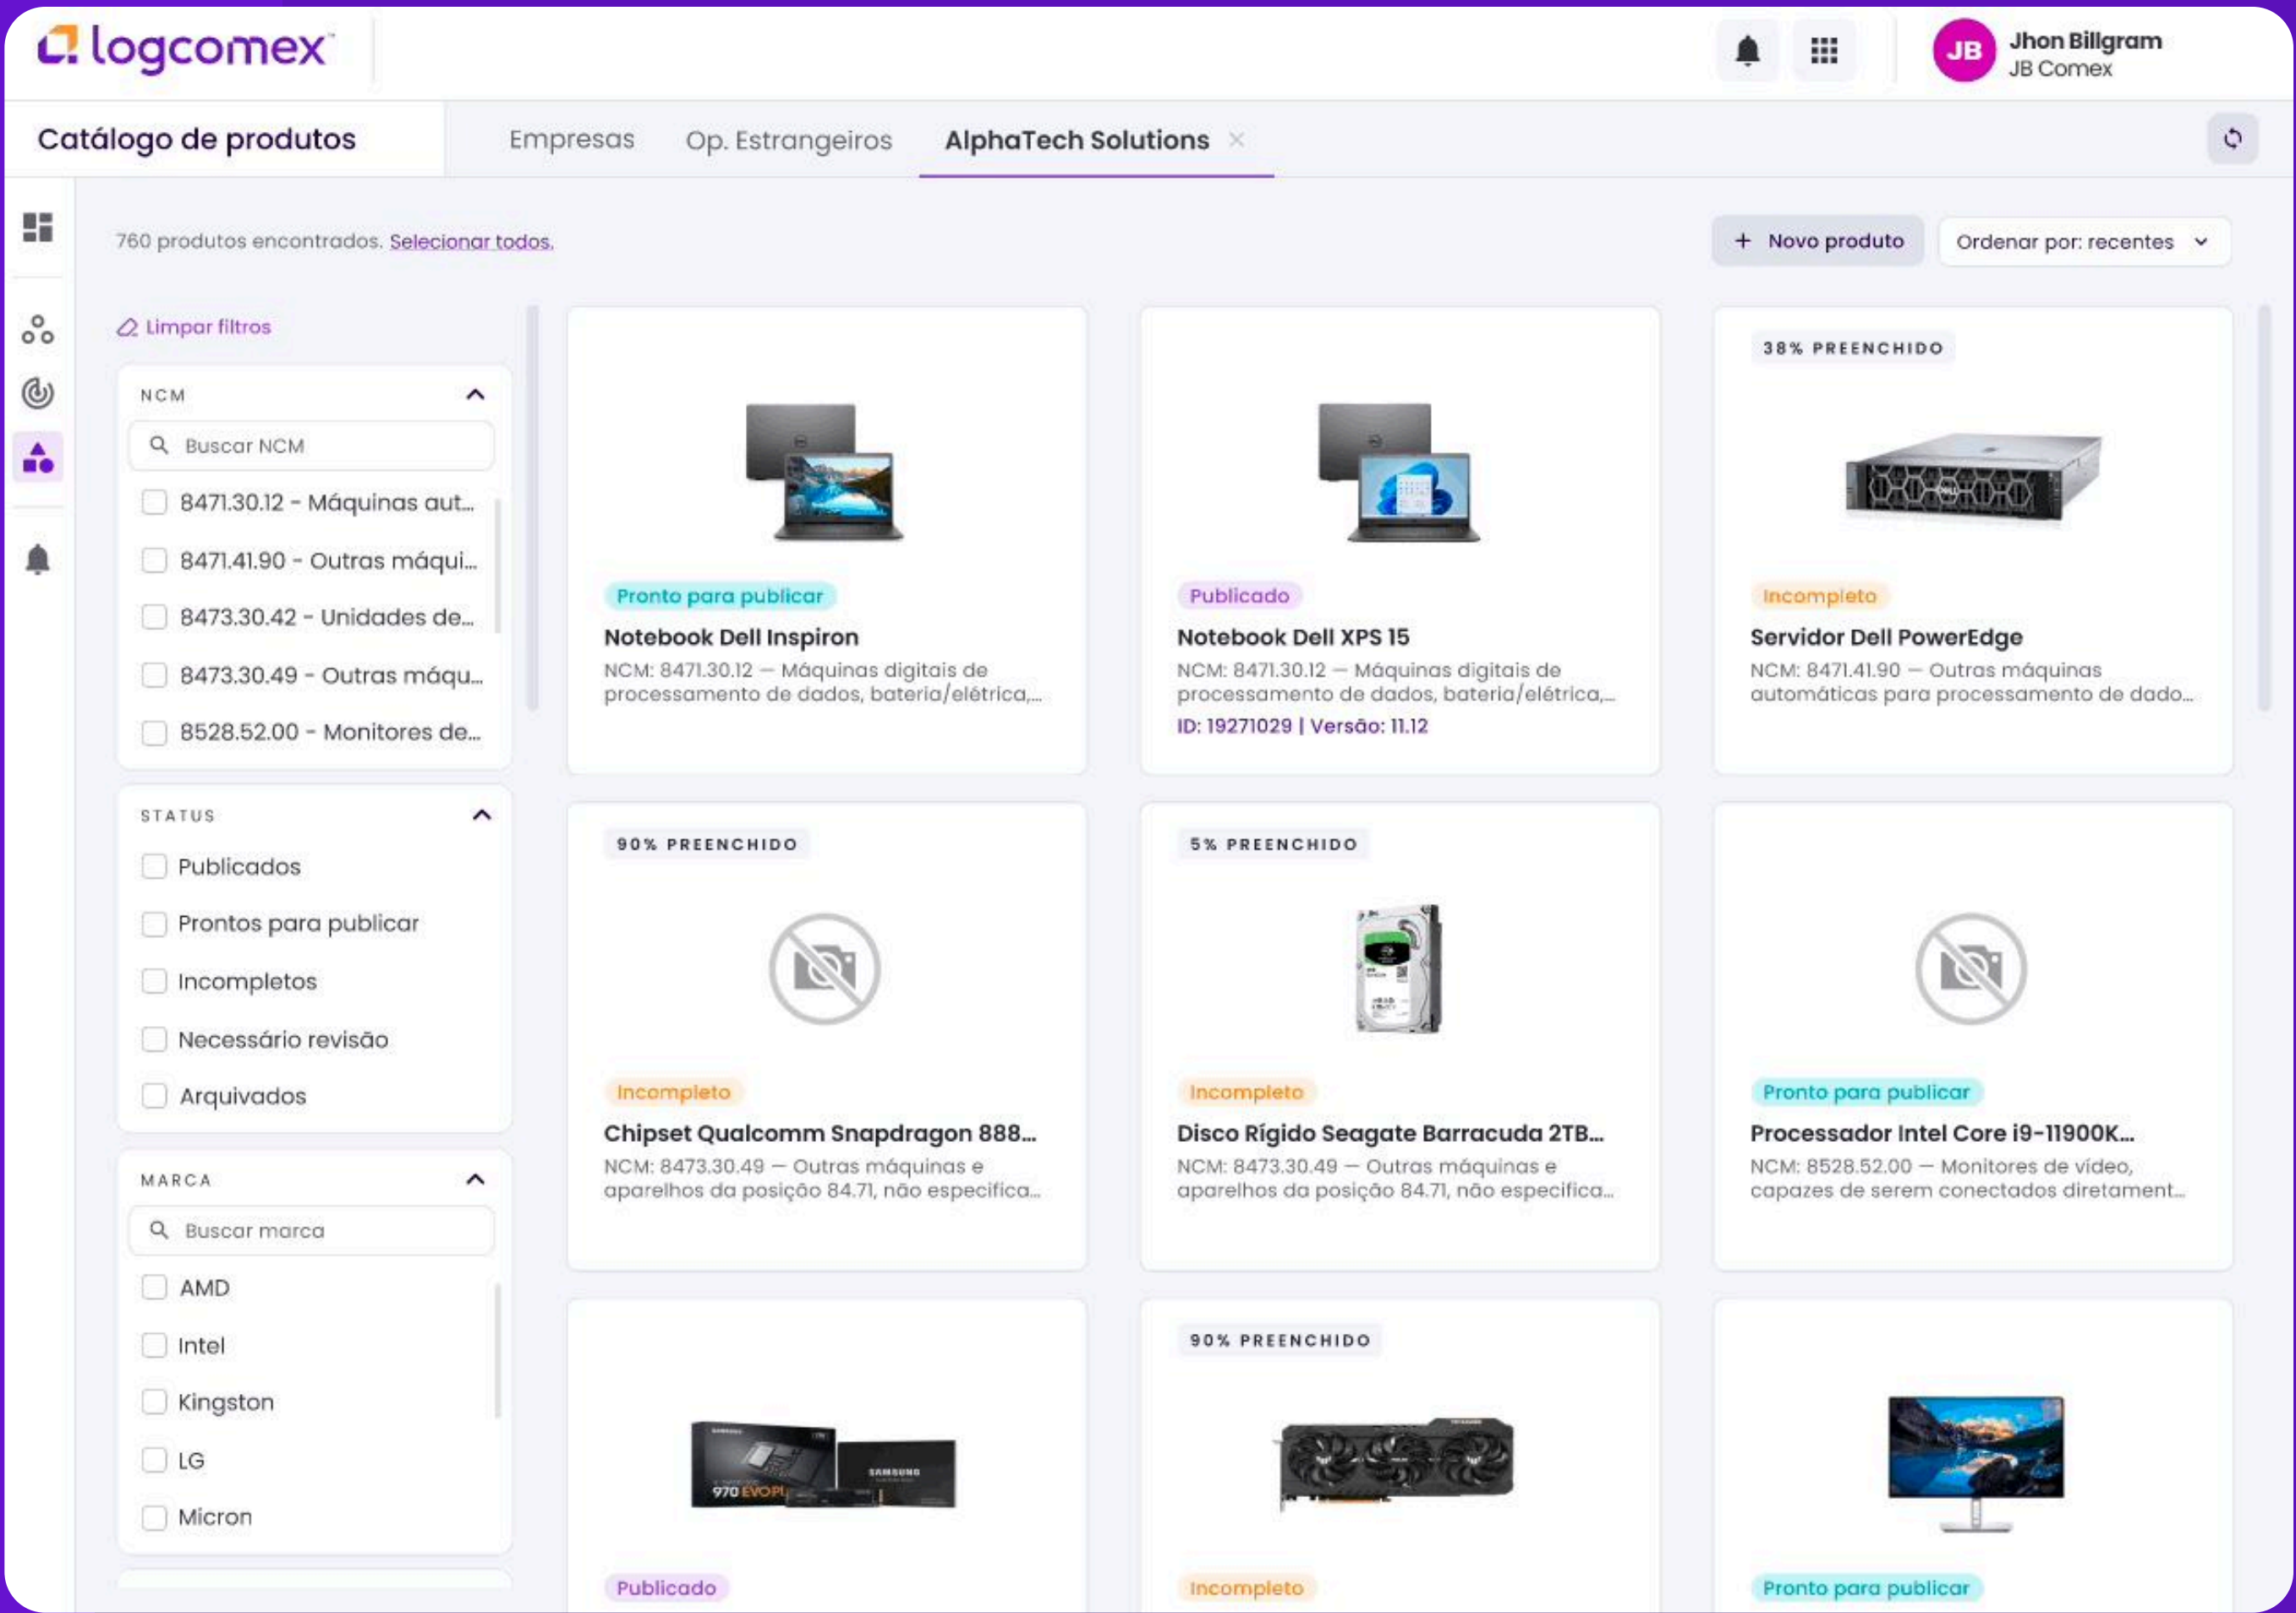 logcomex
JB
Jhon Billgram
JB Comex
Catálogo de produtos
Empresas
Op. Estrangeiros
AlphaTech Solutions
760 produtos encontrados. Selecionar todos.
+ Novo produto
Ordenar por: recentes
Limpar filtros
NCM
Buscar NCM
8471.30.12 - Máquinas aut...
8471.41.90 - Outras máqui...
8473.30.42 - Unidades de...
8473.30.49 - Outras máqu...
8528.52.00 - Monitores de...
STATUS
Publicados
Prontos para publicar
Incompletos
Necessário revisão
Arquivados
MARCA
Buscar marca
AMD
Intel
Kingston
LG
Micron
Pronto para publicar
Notebook Dell Inspiron
NCM: 8471.30.12 — Máquinas digitais de
processamento de dados, bateria/elétrica,...
Publicado
Notebook Dell XPS 15
NCM: 8471.30.12 — Máquinas digitais de
processamento de dados, bateria/elétrica,...
ID: 19271029 | Versão: 11.12
38% PREENCHIDO
Incompleto
Servidor Dell PowerEdge
NCM: 8471.41.90 — Outras máquinas
automáticas para processamento de dado...
90% PREENCHIDO
Incompleto
Chipset Qualcomm Snapdragon 888...
NCM: 8473.30.49 — Outras máquinas e
aparelhos da posição 84.71, não especifica...
5% PREENCHIDO
Incompleto
Disco Rígido Seagate Barracuda 2TB...
NCM: 8473.30.49 — Outras máquinas e
aparelhos da posição 84.71, não especifica...
Pronto para publicar
Processador Intel Core i9-11900K...
NCM: 8528.52.00 — Monitores de vídeo,
capazes de serem conectados diretament...
SAMSUNG
970 EVO PL
SAMSUNG
Publicado
90% PREENCHIDO
Incompleto
Pronto para publicar